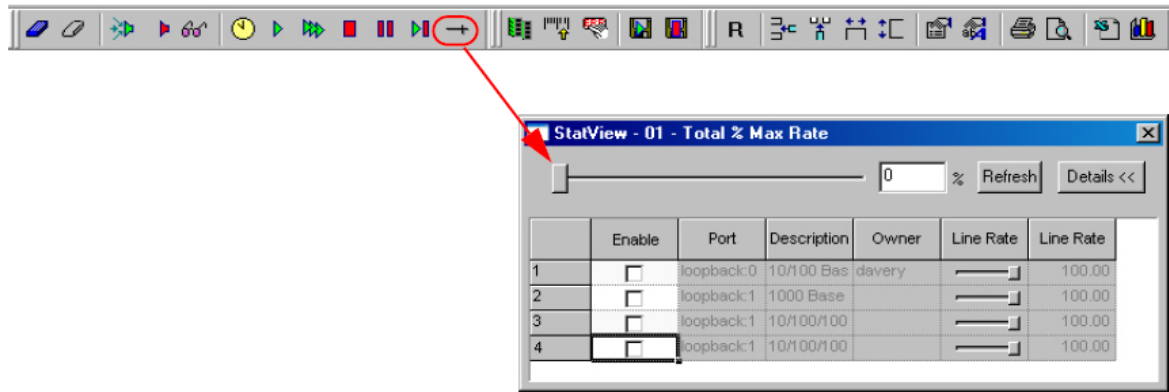 R
StatView - 01 - Total % Max Rate
0 % Refresh Details <<
Enable Port Description Owner Line Rate Line Rate
1 loopback:0 10/100 Bas davery 100.00
2 loopback:1 1000 Base 100.00
3 loopback:1 10/100/100 100.00
4 loopback:1 10/100/100 100.00